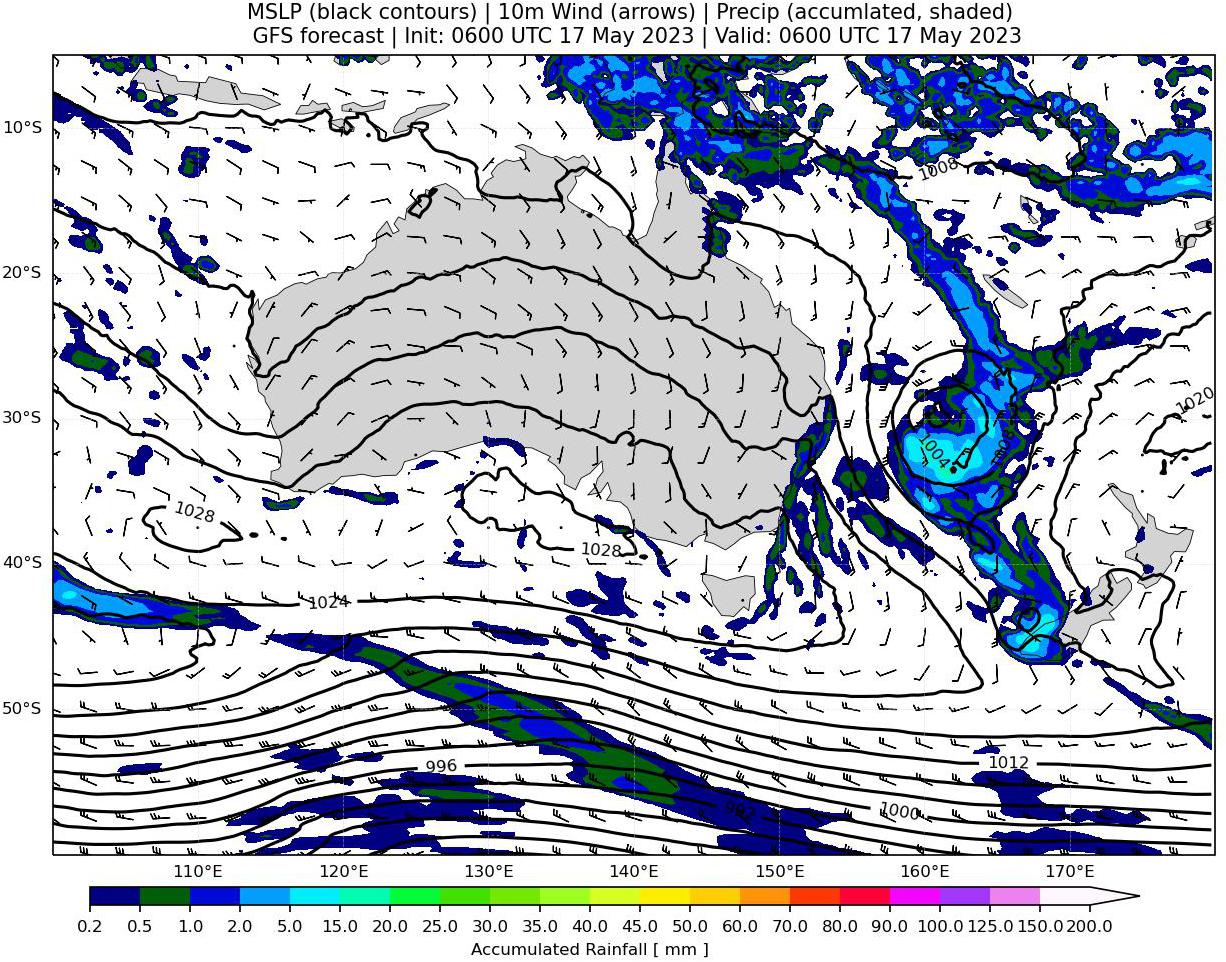 MSLP (black contours) | 10m Wind (arrows) | Precip (accumlated, shaded)
GFS forecast | Init: 0600 UTC 17 May 2023 | Valid: 0600 UTC 17 May 2023
10°S
1008
20°S
30°S
1020
1004
1028
1028
40°S
1024
50°S
996
1012
992
1000
110°E 120°E 130°E 140°E 150°E 160°E 170°E
0.2 0.5 1.0 2.0 5.0 10.0 15.0 20.0 25.0 30.0 35.0 40.0 45.0 50.0 60.0 70.0 80.0 90.0 100.0 125.0 150.0 200.0
Accumulated Rainfall [ mm ]